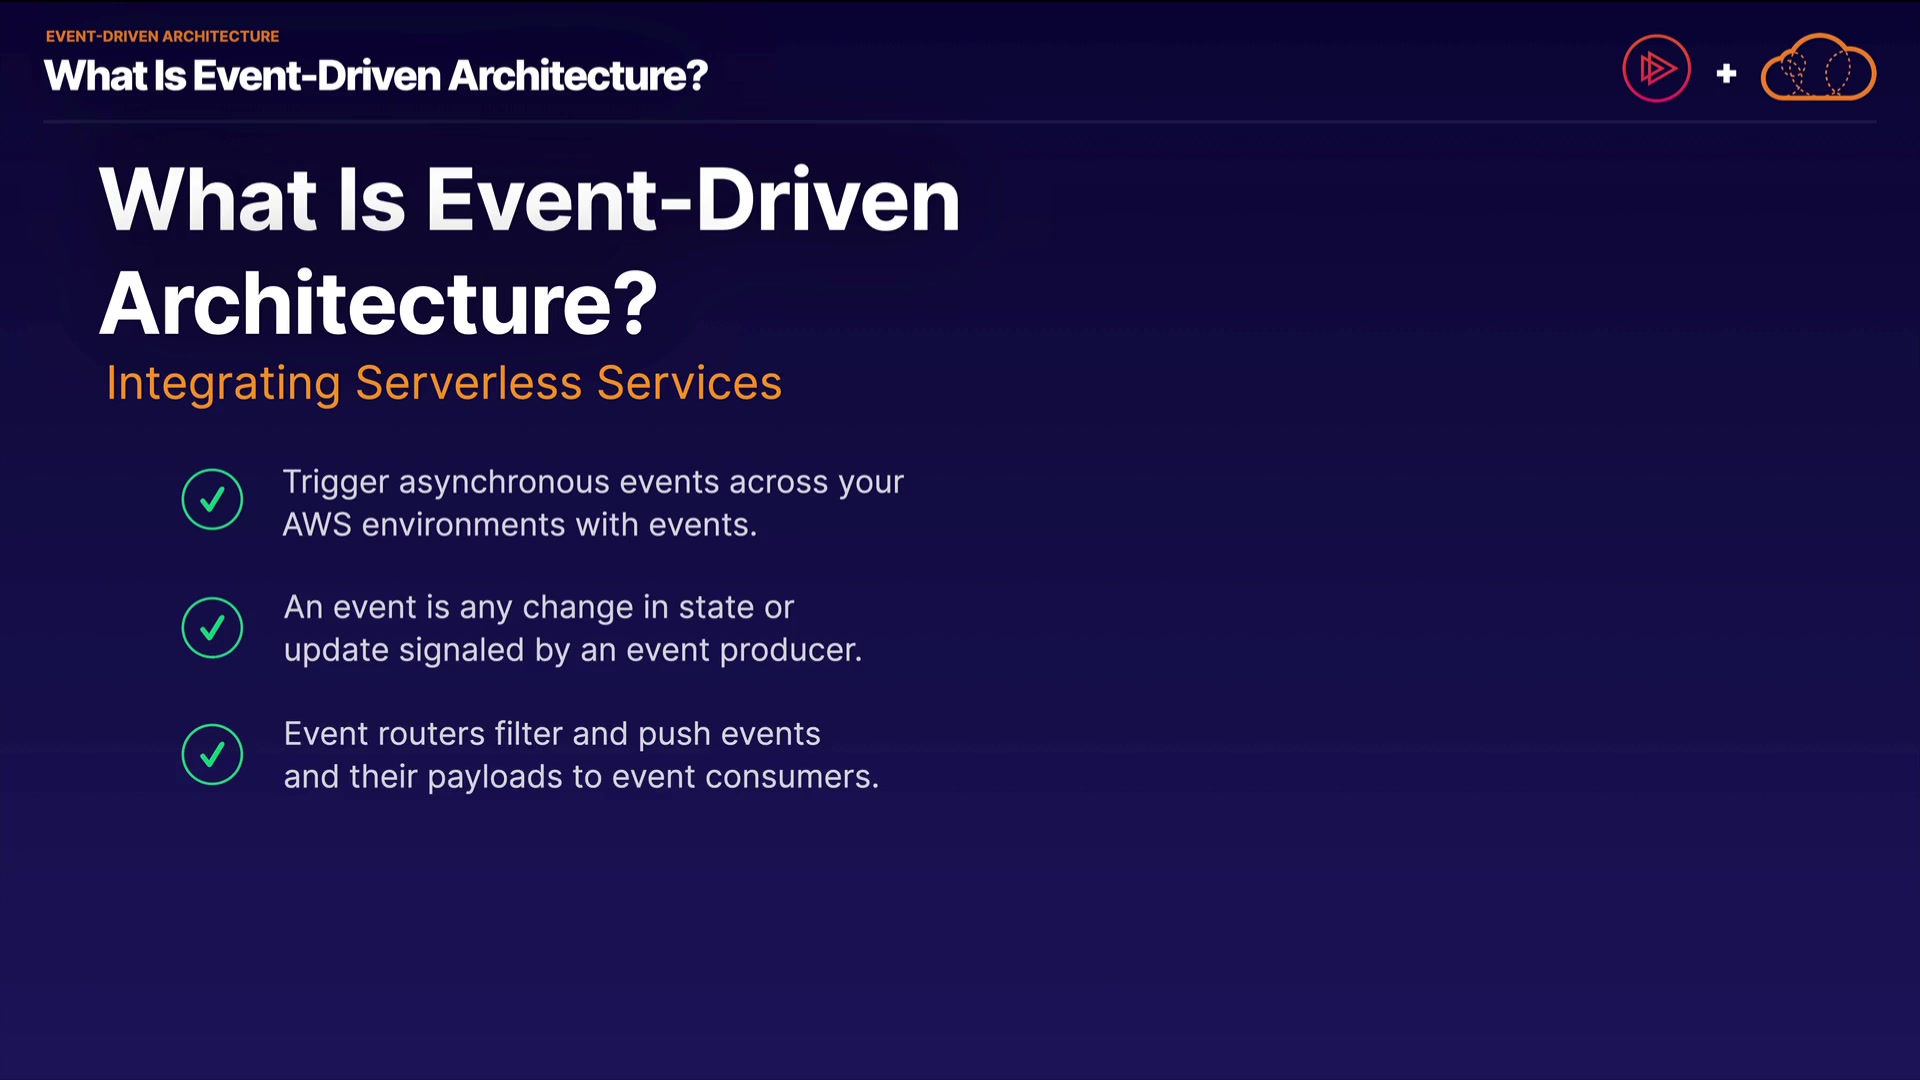 EVENT-DRIVEN ARCHITECTURE
What Is Event-Driven Architecture?
What Is Event-Driven
Architecture?
Integrating Serverless Services
Trigger asynchronous events across your
AWS environments with events.
An event is any change in state or
update signaled by an event producer.
Event routers filter and push events
and their payloads to event consumers.